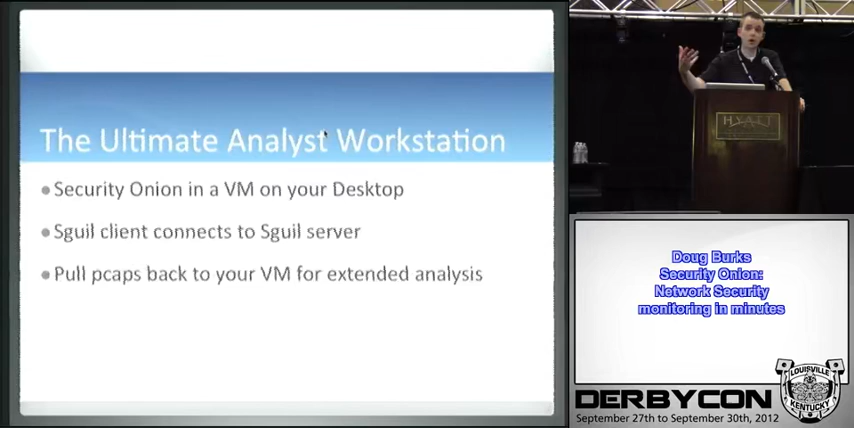 The Ultimate Analyst Workstation
Security Onion in a VM on your Desktop
Sguil client connects to Sguil server
Pull pcaps back to your VM for extended analysis
HYATT
Doug Burks
Security Onion:
Network Security
monitoring in minutes
LOUISVILLE
KENTUCKY
DERBYCON
September 27th to September 30th, 2012